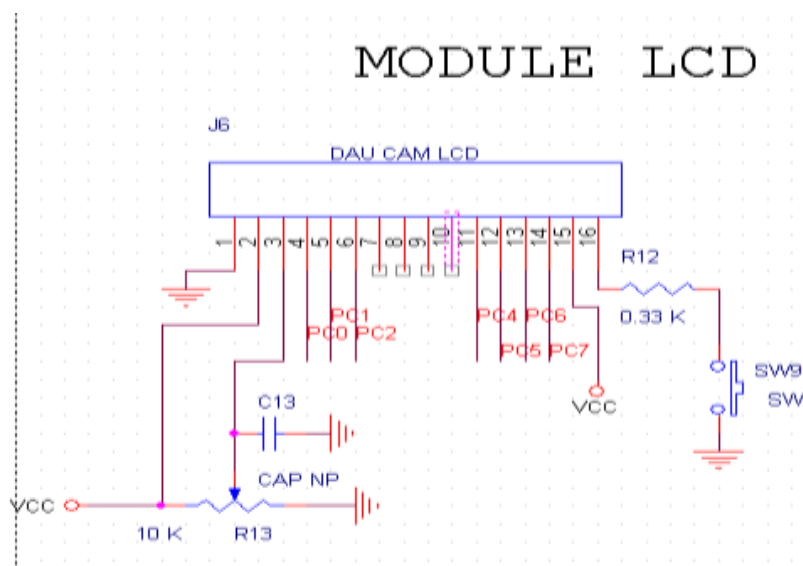 MODULE LCD
J6
DAU CAM LCD
1 2 3 4 5 6 7 8 9 10 11 12 13 14 15 16
R12
0.33 K
PC1
PC0 PC2
PC4 PC6
PC5 PC7
VCC
SW9
SW
C13
CAP NP
VCC
10 K
R13